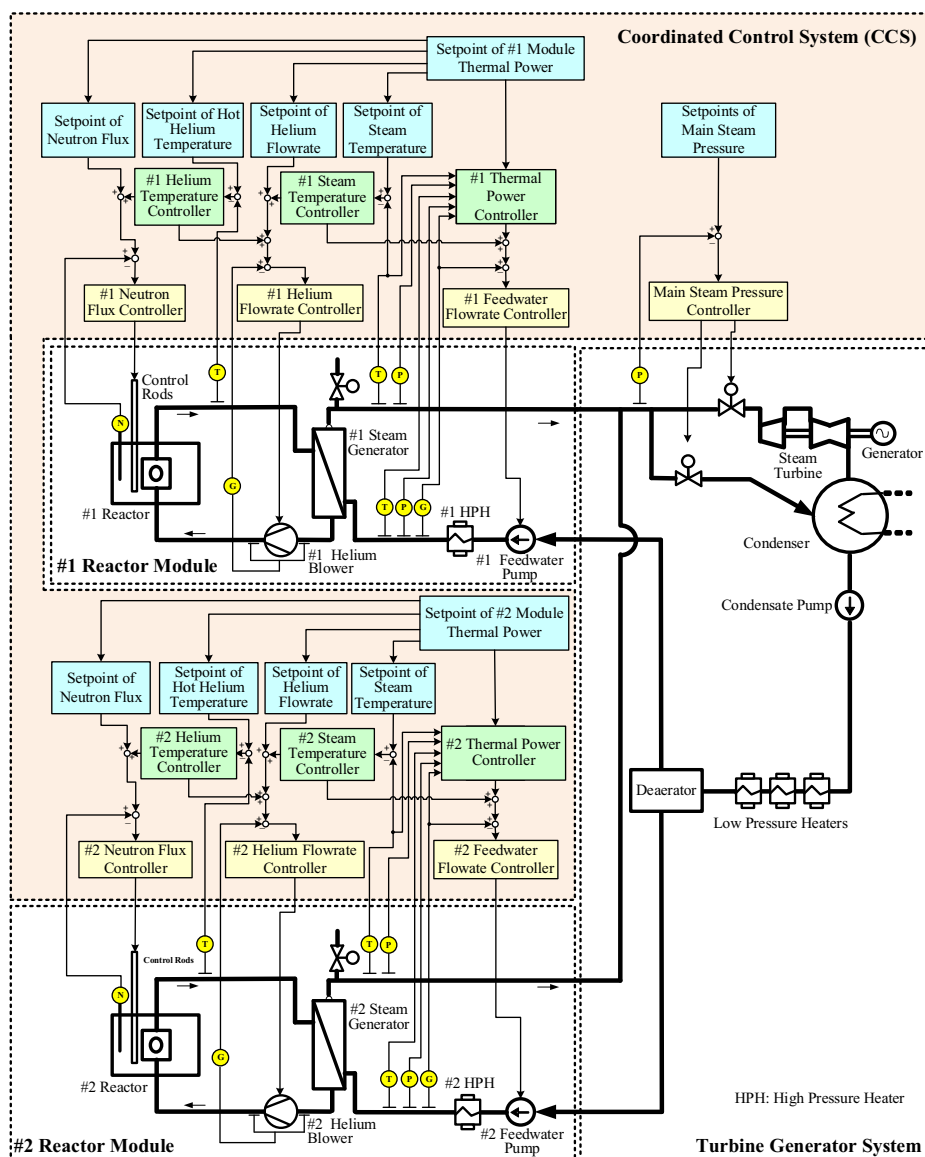 Coordinated Control System (CCS)
Setpoint of #1 Module
Thermal Power
Setpoint of
Neutron Flux
Setpoint of Hot
Helium
Temperature
Setpoint of
Helium
Flowrate
Setpoint of
Steam
Temperature
Setpoints of
Main Steam
Pressure
#1 Helium
Temperature
Controller
#1 Steam
Temperature
Controller
#1 Thermal
Power
Controller
#1 Neutron
Flux Controller
#1 Helium
Flowrate Controller
#1 Feedwater
Flowrate Controller
Main Steam Pressure
Controller
T
T
P
P
Control
Rods
N
#1 Steam
Generator
Steam
Turbine
Generator
G
T
P
G
#1 HPH
#1 Reactor
#1 Helium
Blower
#1 Feedwater
Pump
Condenser
#1 Reactor Module
Condensate Pump
Setpoint of #2 Module
Thermal Power
Setpoint of
Neutron Flux
Setpoint of
Hot Helium
Temperature
Setpoint of
Helium
Flowrate
Setpoint of
Steam
Temperature
#2 Helium
Temperature
Controller
#2 Steam
Temperature
Controller
#2 Thermal Power
Controller
Deaerator
Low Pressure Heaters
#2 Neutron Flux
Controller
#2 Helium Flowrate
Controller
#2 Feedwater
Flowate Controller
T
T
P
Control Rods
N
#2 Steam
Generator
G
T
P
G
#2 HPH
#2 Reactor
#2 Helium
Blower
#2 Feedwater
Pump
HPH: High Pressure Heater
#2 Reactor Module
Turbine Generator System